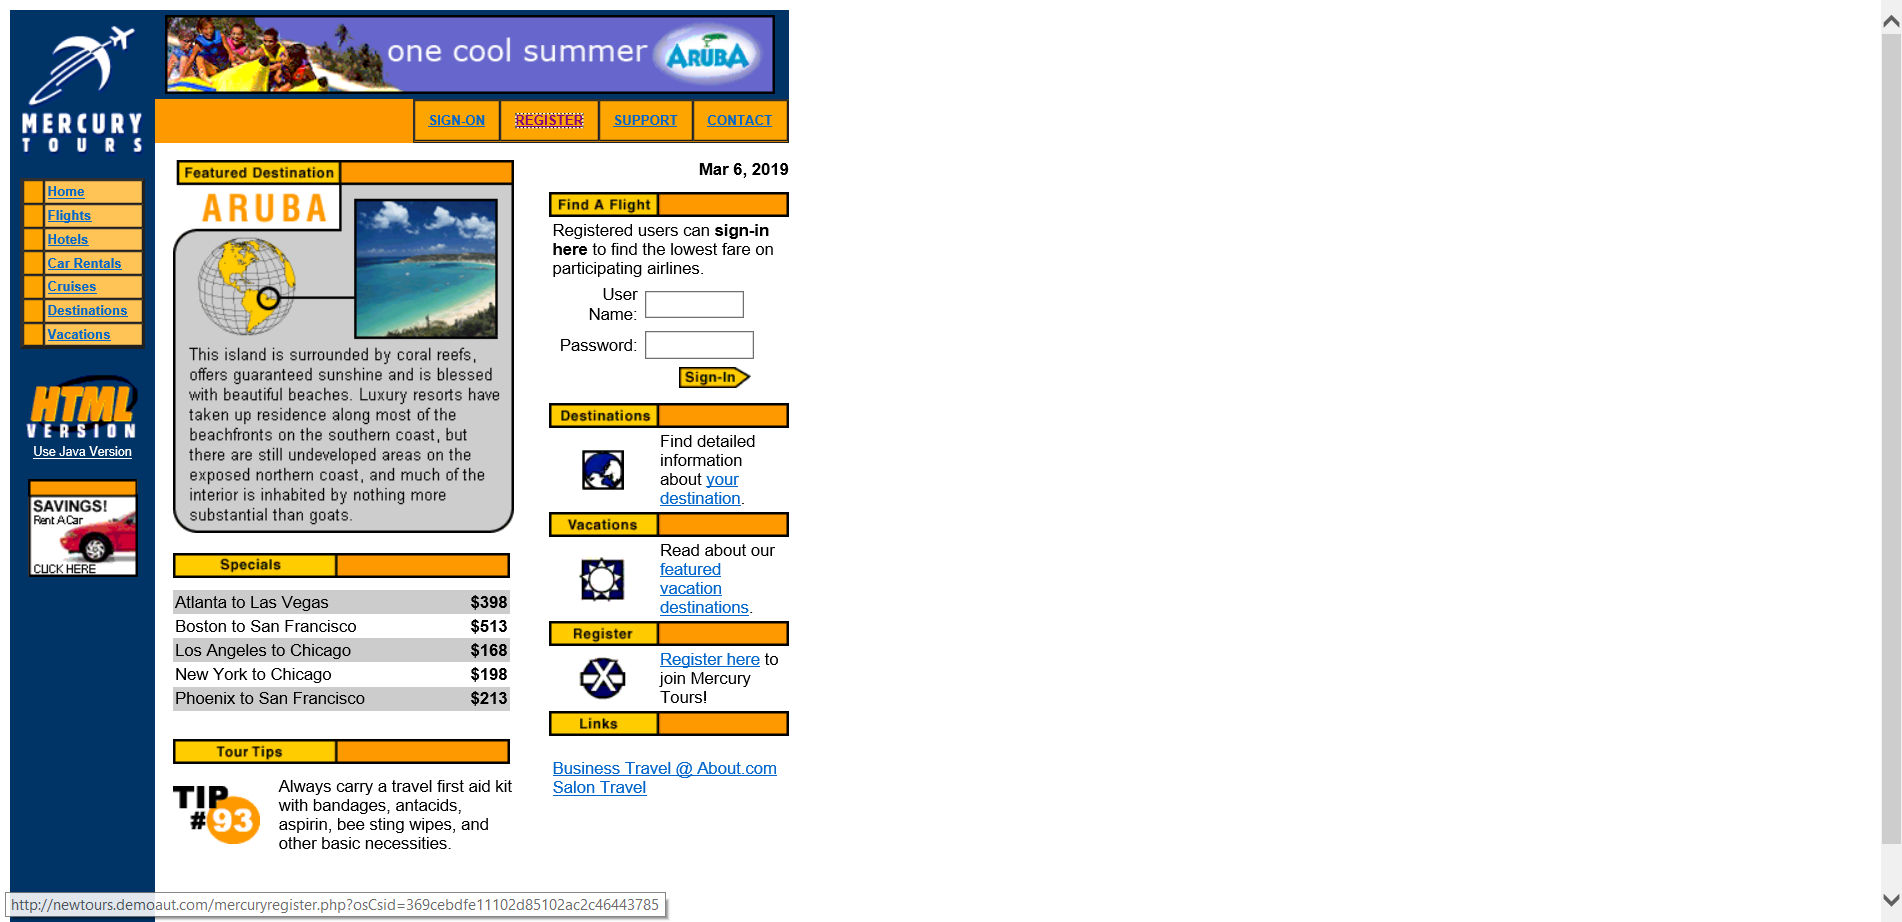 one cool summer ARUBA
MERCURY
TOURS
SIGN-ON REGISTER SUPPORT CONTACT
Home
Flights
Hotels
Car Rentals
Cruises
Destinations
Vacations
HTML
VERSION
Use Java Version
SAVINGS!
Rent A Car
CLICK HERE
Featured Destination
ARUBA
This island is surrounded by coral reefs,
offers guaranteed sunshine and is blessed
with beautiful beaches. Luxury resorts have
taken up residence along most of the
beachfronts on the southern coast, but
there are still undeveloped areas on the
exposed northern coast, and much of the
interior is inhabited by nothing more
substantial than goats.
Specials
Atlanta to Las Vegas $398
Boston to San Francisco $513
Los Angeles to Chicago $168
New York to Chicago $198
Phoenix to San Francisco $213
Tour Tips
TIP
#93
Always carry a travel first aid kit
with bandages, antacids,
aspirin, bee sting wipes, and
other basic necessities.
Mar 6, 2019
Find A Flight
Registered users can sign-in
here to find the lowest fare on
participating airlines.
User
Name:
Password:
Sign-In
Destinations
Find detailed
information
about your
destination.
Vacations
Read about our
featured
vacation
destinations.
Register
Register here to
join Mercury
Tours!
Links
Business Travel @ About.com
Salon Travel
http://newtours.demoaut.com/mercuryregister.php?osCsid=369cebdfe11102d85102ac2c46443785